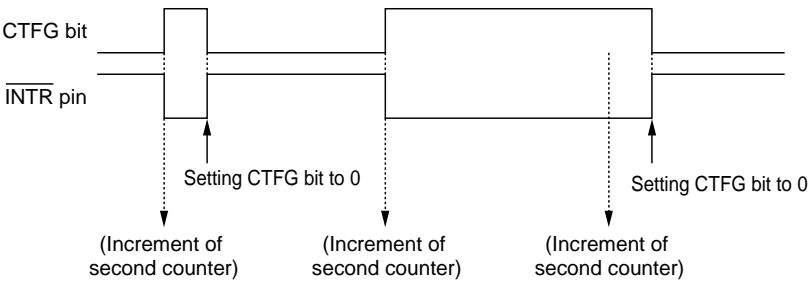 CTFG bit
INTR pin
Setting CTFG bit to 0
Setting CTFG bit to 0
(Increment of
second counter)
(Increment of
second counter)
(Increment of
second counter)